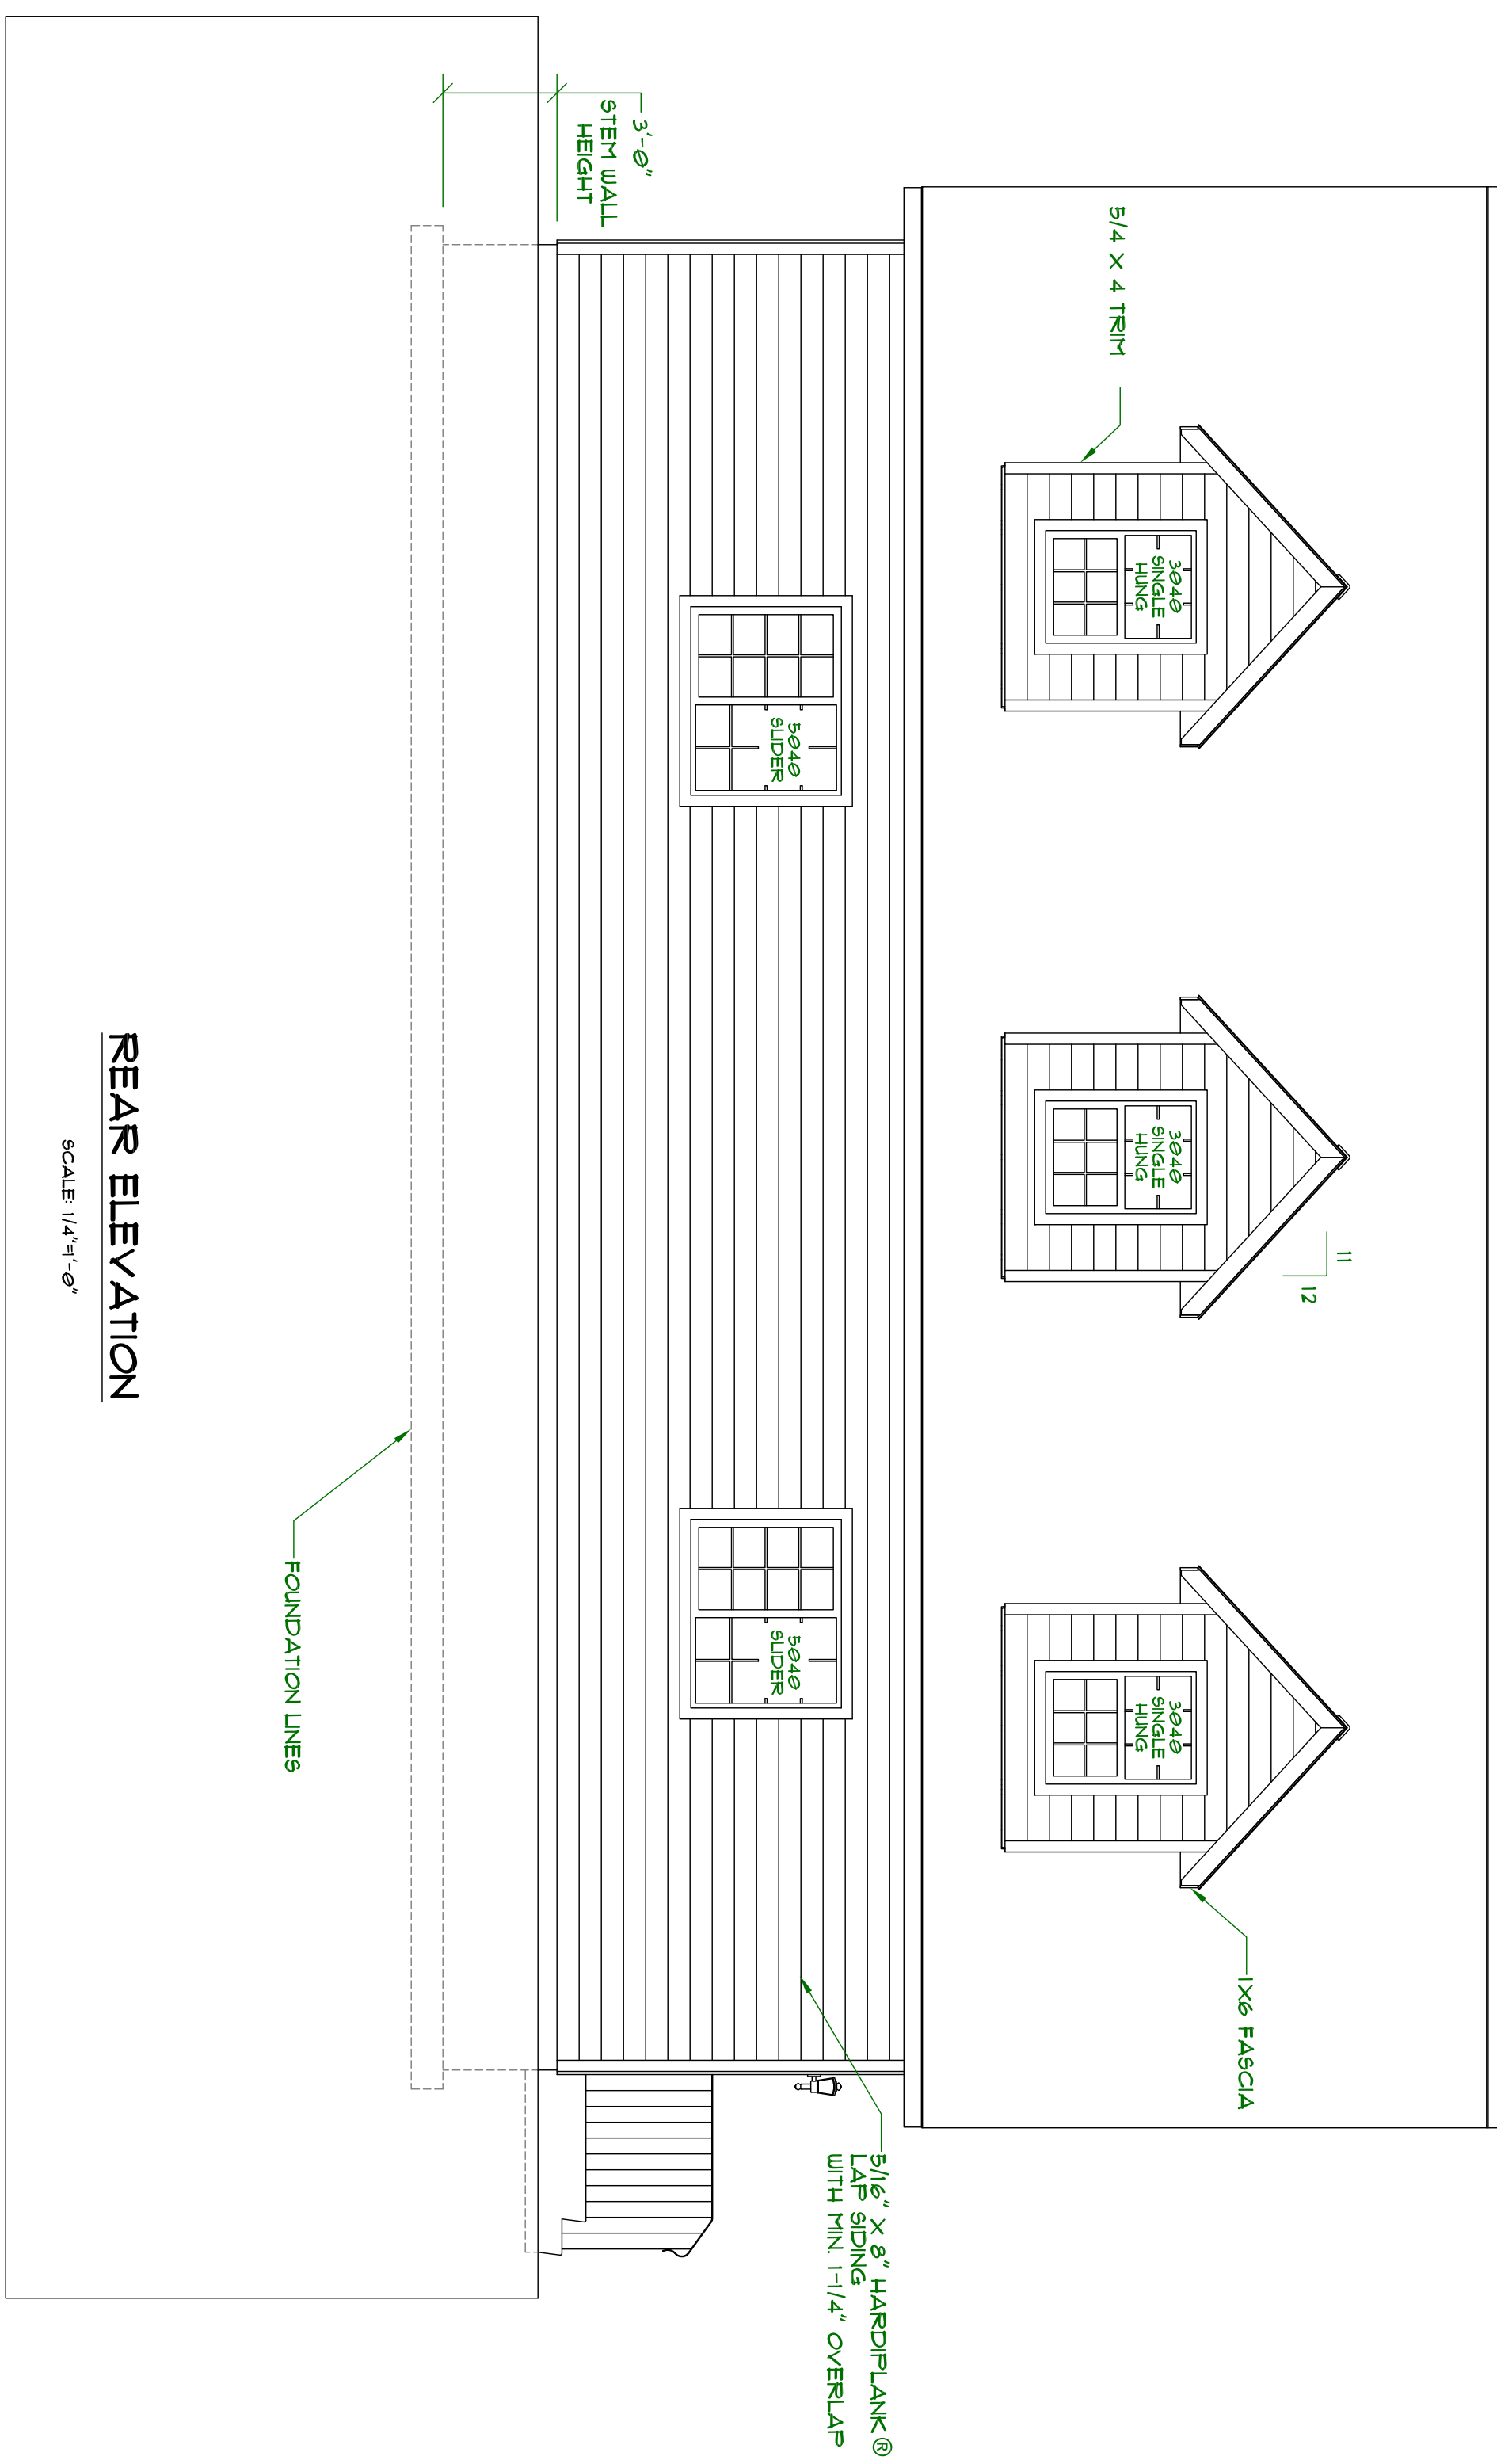 11
12
1X6 FASCIA
5/4 X 4 TRIM
3040
SINGLE
HUNG
3040
SINGLE
HUNG
3040
SINGLE
HUNG
5/16" X 8" HARDIPLANK®
LAP SIDING
WITH MIN. 1-1/4" OVERLAP
5040
SLIDER
5040
SLIDER
3'-0"
STEM WALL
HEIGHT
FOUNDATION LINES
REAR ELEVATION
SCALE: 1/4"=1'-0"